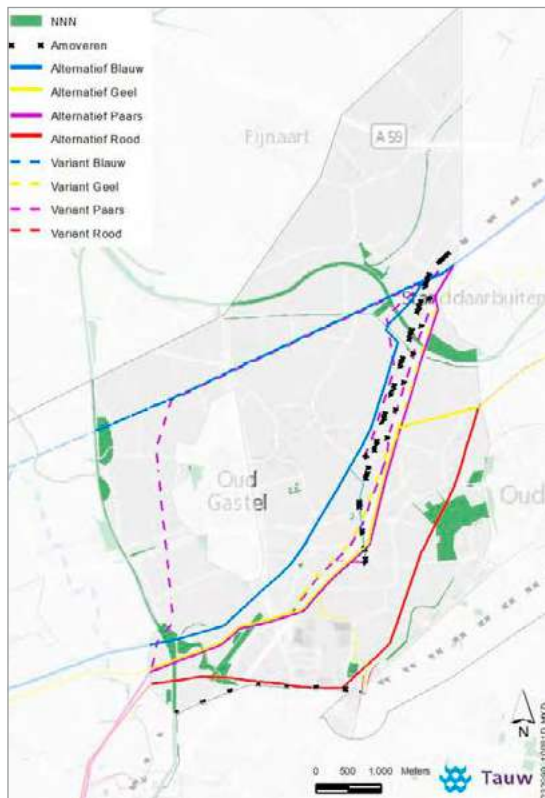 NNN
Amoveren
Alternatief Blauw
Alternatief Geel
Alternatief Paars
Alternatief Rood
Variant Blauw
Variant Geel
Variant Paars
Variant Rood
Fijnaart
A 59
Oud
Gastel
Oud
N
0 500 1.000 Meters
Tauw